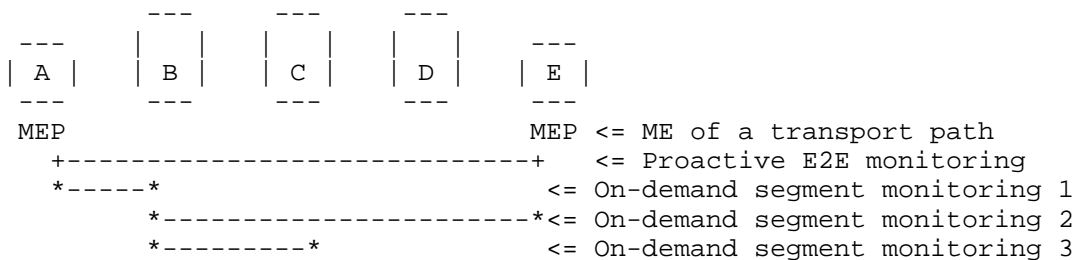 ---       ---      ---
 ---     |   |     |   |    |   |     ---
| A |    | B |     | C |    | D |    | E |
 ---      ---       ---      ---      ---
 MEP                                  MEP <= ME of a transport path
   +-----------------------------+   <= Proactive E2E monitoring
   *-----*                        <= On-demand segment monitoring 1
         *-----------------------*<= On-demand segment monitoring 2
         *---------*              <= On-demand segment monitoring 3